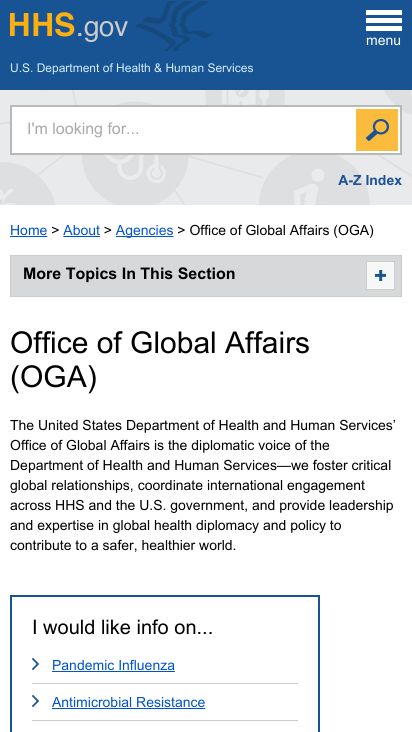 HHS.gov
menu
U.S. Department of Health & Human Services
I'm looking for...
A-Z Index
Home > About > Agencies > Office of Global Affairs (OGA)
More Topics In This Section
+
Office of Global Affairs
(OGA)
The United States Department of Health and Human Services'
Office of Global Affairs is the diplomatic voice of the
Department of Health and Human Services—we foster critical
global relationships, coordinate international engagement
across HHS and the U.S. government, and provide leadership
and expertise in global health diplomacy and policy to
contribute to a safer, healthier world.
I would like info on...
Pandemic Influenza
Antimicrobial Resistance